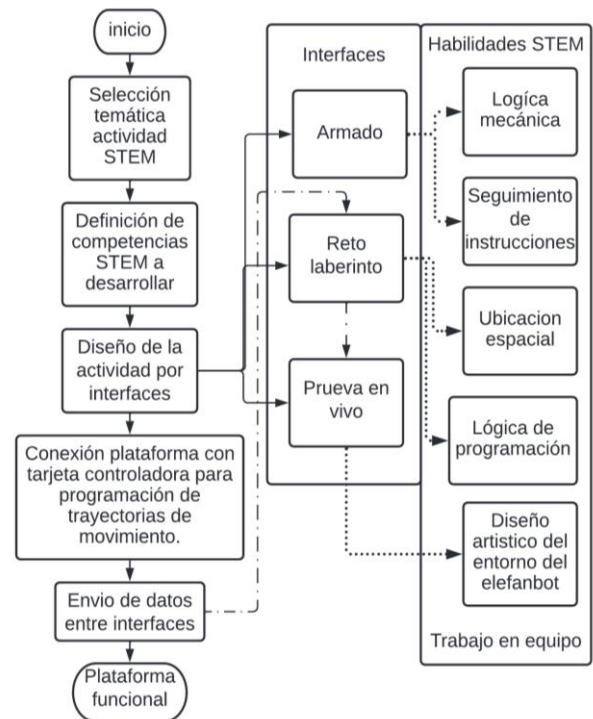 inicio
Selección
temática
actividad
STEM
Definición de
competencias
STEM a
desarrollar
Diseño de la
actividad por
interfaces
Conexión plataforma con
tarjeta controladora para
programación de
trayectorias de
movimiento.
Envio de datos
entre interfaces
Plataforma
funcional
Interfaces
Armado
Reto
laberinto
Prueva en
vivo
Habilidades STEM
Logíca
mecánica
Seguimiento
de
instrucciones
Ubicacion
espacial
Lógica de
programación
Diseño
artistico del
entorno del
elefanbot
Trabajo en equipo